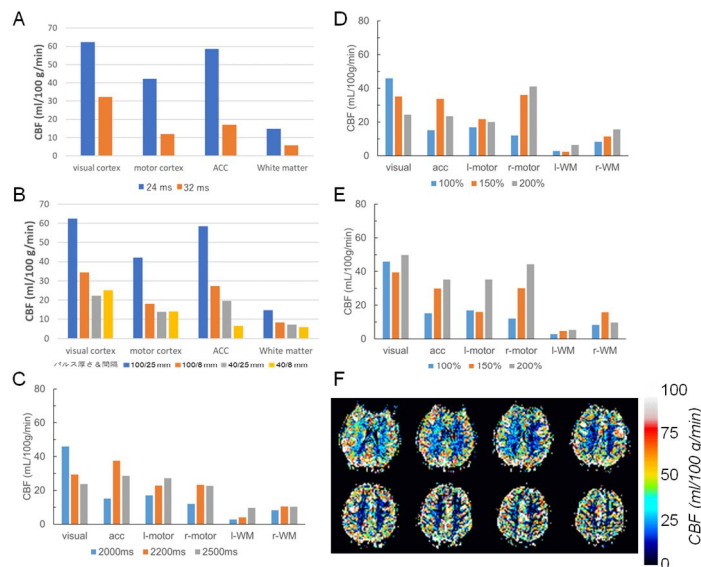 A
CBF (ml/100 g/min)
70
60
50
40
30
20
10
0
visual cortex motor cortex ACC White matter
24 ms 32 ms
B
CBF (ml/100 g/min)
70
60
50
40
30
20
10
0
visual cortex motor cortex ACC White matter
パルス厚さ&間隔 100/25 mm 100/8 mm 40/25 mm 40/8 mm
C
CBF (mL/100g/min)
80
60
40
20
0
visual acc l-motor r-motor l-WM r-WM
2000ms 2200ms 2500ms
D
CBF (mL/100g/min)
80
60
40
20
0
visual acc l-motor r-motor l-WM r-WM
100% 150% 200%
E
CBF (mL/100g/min)
80
60
40
20
0
visual acc l-motor r-motor l-WM r-WM
100% 150% 200%
F
100
75
50
25
0
CBF (ml/100 g/min)